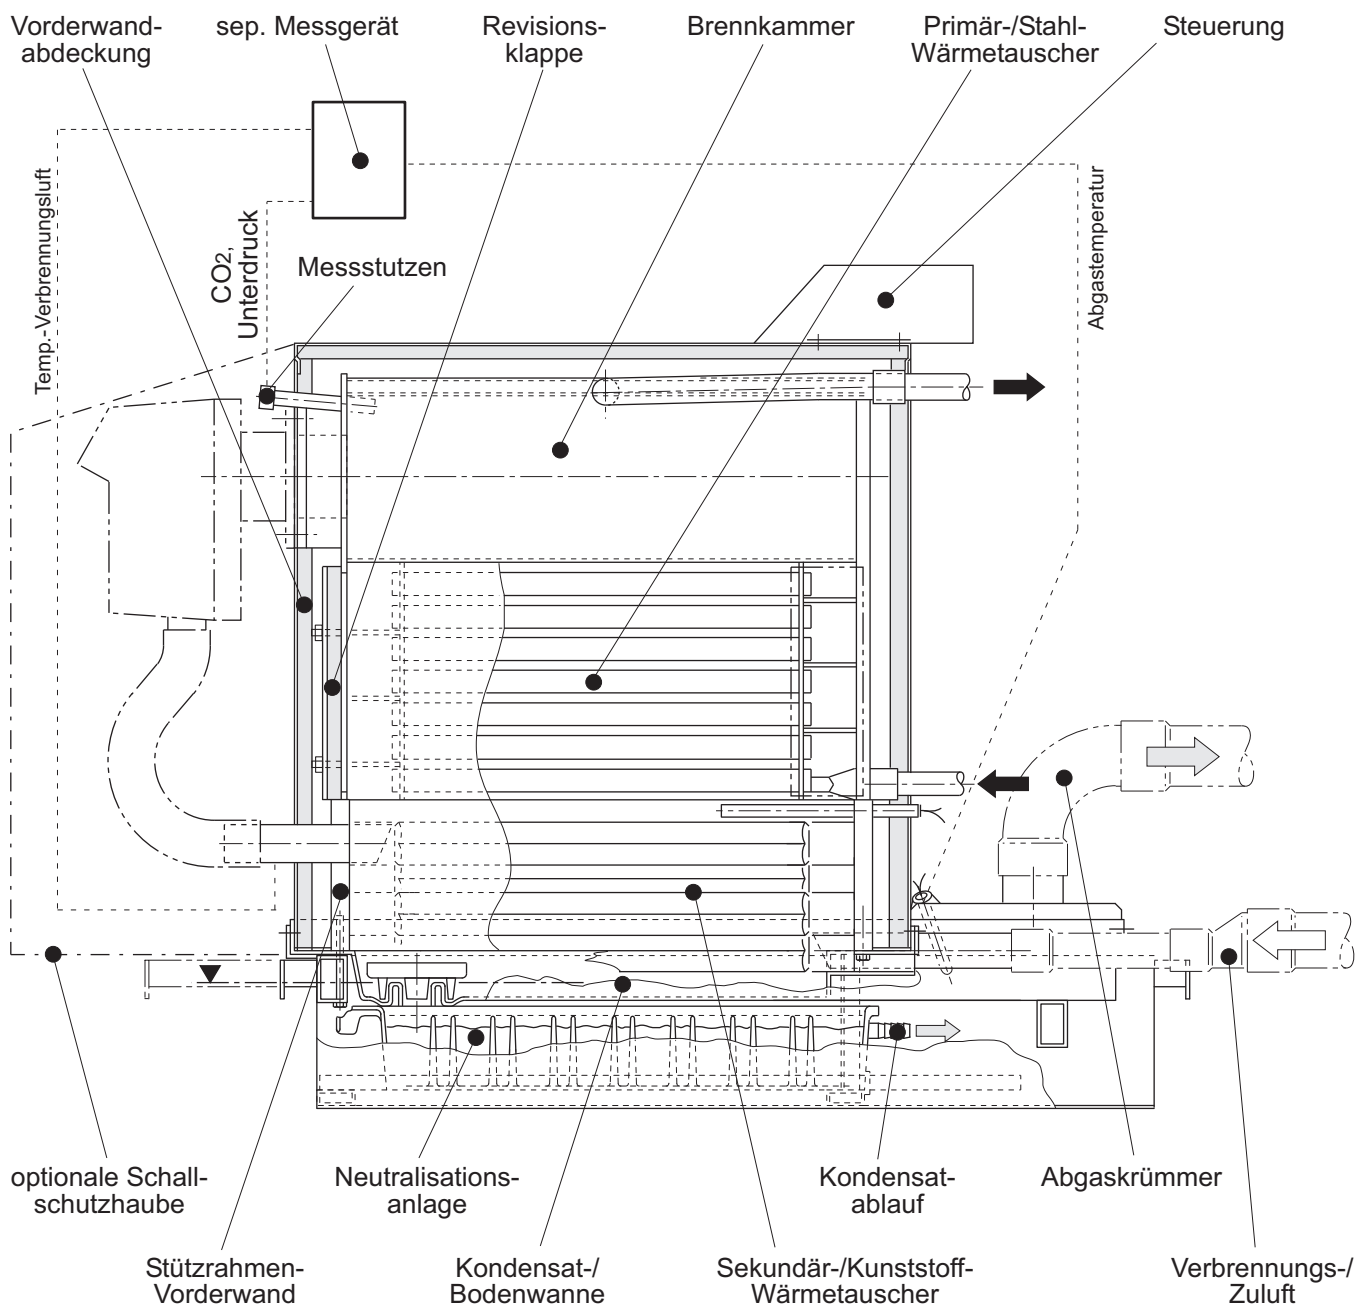 Vorderwand-
abdeckung
sep. Messgerät
Revisions-
klappe
Brennkammer
Primär-/Stahl-
Wärmetauscher
Steuerung
Temp.-Verbrennungsluft
CO2,
Unterdruck
Messstutzen
Abgastemperatur
optionale Schall-
schutzhaube
Neutralisations-
anlage
Kondensat-
ablauf
Abgaskrümmer
Stützrahmen-
Vorderwand
Kondensat-/
Bodenwanne
Sekundär-/Kunststoff-
Wärmetauscher
Verbrennungs-/
Zuluft